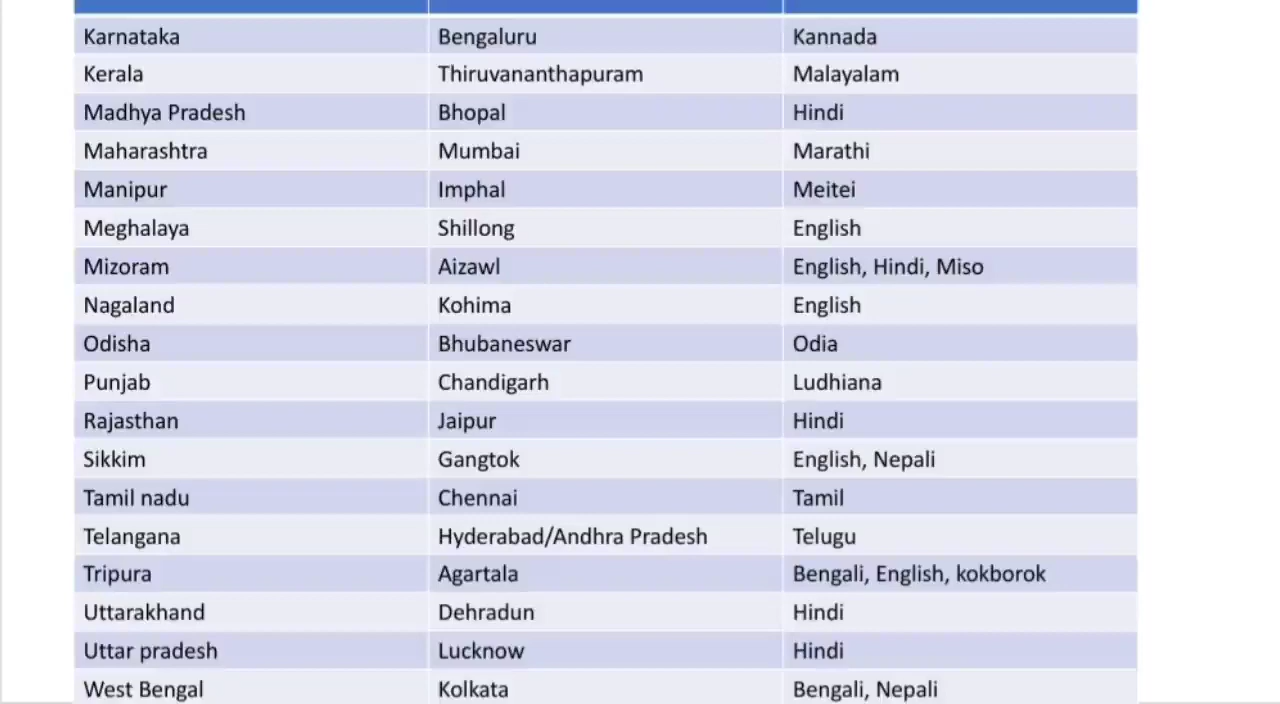 Karnataka Bengaluru Kannada
Kerala Thiruvananthapuram Malayalam
Madhya Pradesh Bhopal Hindi
Maharashtra Mumbai Marathi
Manipur Imphal Meitei
Meghalaya Shillong English
Mizoram Aizawl English, Hindi, Miso
Nagaland Kohima English
Odisha Bhubaneswar Odia
Punjab Chandigarh Ludhiana
Rajasthan Jaipur Hindi
Sikkim Gangtok English, Nepali
Tamil nadu Chennai Tamil
Telangana Hyderabad/Andhra Pradesh Telugu
Tripura Agartala Bengali, English, kokborok
Uttarakhand Dehradun Hindi
Uttar pradesh Lucknow Hindi
West Bengal Kolkata Bengali, Nepali